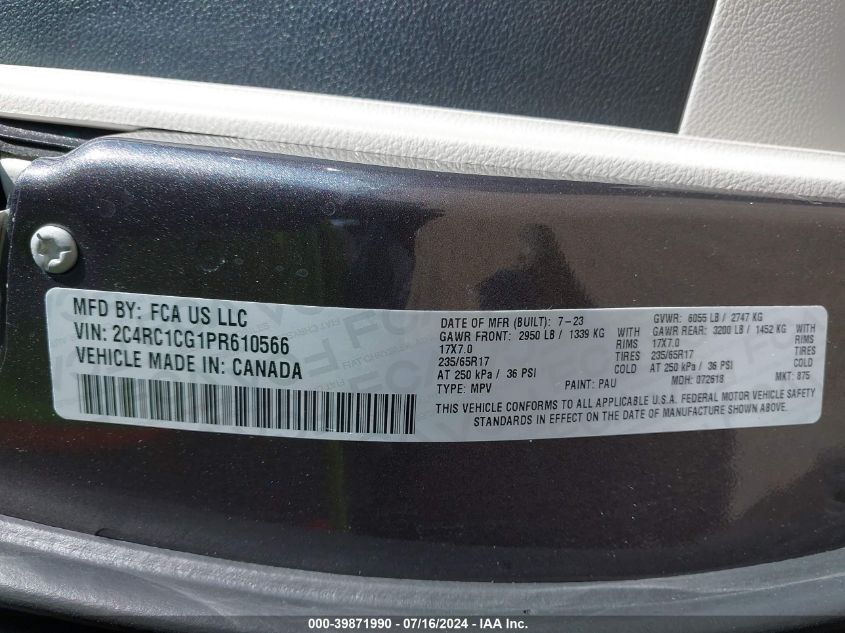 MFD BY: FCA US LLC
VIN: 2C4RC1CG1PR610566
VEHICLE MADE IN: CANADA
DATE OF MFR (BUILT): 7-23 GVWR: 6055 LB / 2747 KG
GAWR FRONT: 2950 LB / 1339 KG WITH GAWR REAR: 3200 LB / 1452 KG
17X7.0 RIMS 17X7.0
235/65R17 TIRES 235/65R17
AT 250 kPa / 36 PSI COLD AT 250 kPa / 36 PSI
TYPE: MPV PAINT: PAU MDH: 072618 MKT: 875
THIS VEHICLE CONFORMS TO ALL APPLICABLE U.S.A. FEDERAL MOTOR VEHICLE SAFETY
STANDARDS IN EFFECT ON THE DATE OF MANUFACTURE SHOWN ABOVE.
000-39871990 - 07/16/2024 - IAA Inc.